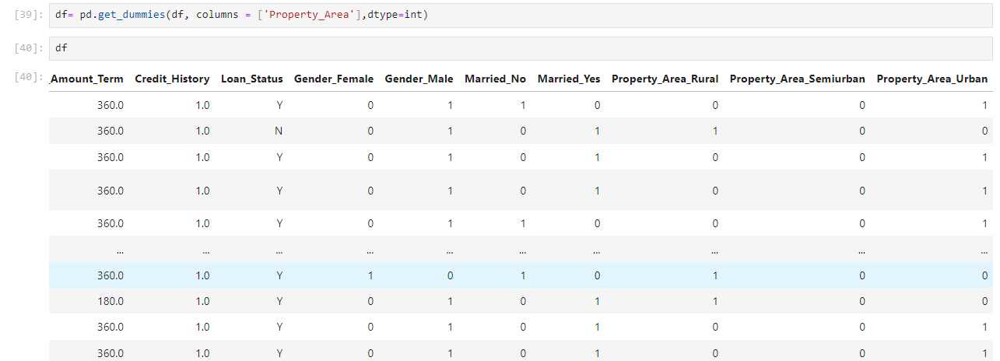 [39]: df= pd.get_dummies(df, columns = ['Property_Area'],dtype=int)
[40]: df
[40]: _Amount_Term Credit_History Loan_Status Gender_Female Gender_Male Married_No Married_Yes Property_Area_Rural Property_Area_Semiurban Property_Area_Urban
360.0 1.0 Y 0 1 1 0 0 0 1
360.0 1.0 N 0 1 0 1 1 0 0
360.0 1.0 Y 0 1 0 1 0 0 1
360.0 1.0 Y 0 1 0 1 0 0 1
360.0 1.0 Y 0 1 1 0 0 0 1
... ... ... ... ... ... ... ... ... ...
360.0 1.0 Y 1 0 1 0 1 0 0
180.0 1.0 Y 0 1 0 1 1 0 0
360.0 1.0 Y 0 1 0 1 0 0 1
360.0 1.0 Y 0 1 0 1 0 0 1